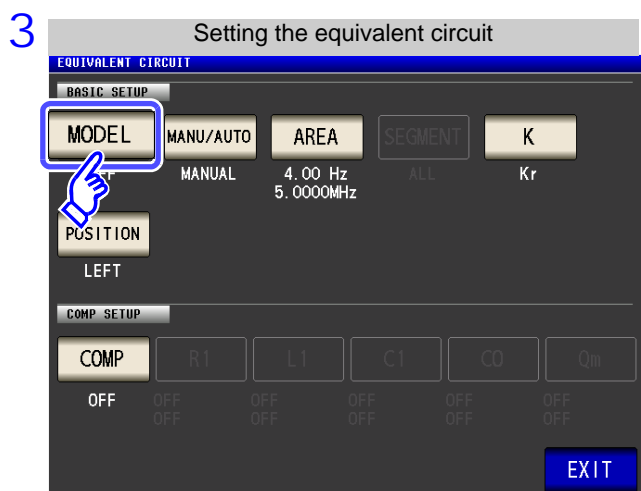 3
Setting the equivalent circuit
EQUIVALENT CIRCUIT
BASIC SETUP
MODEL MANU/AUTO AREA SEGMENT K
MANUAL 4.00 Hz ALL Kr
5.0000MHz
POSITION
LEFT
COMP SETUP
COMP R1 L1 C1 C0 Qm
OFF OFF OFF OFF OFF OFF
OFF OFF OFF OFF OFF
EXIT